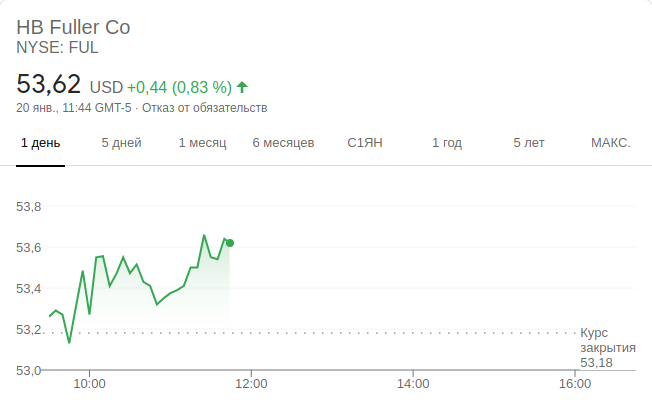 HB Fuller Co
NYSE: FUL
53,62 USD +0,44 (0,83 %)
20 янв., 11:44 GMT-5 · Отказ от обязательств
1 день 5 дней 1 месяц 6 месяцев С1ЯН 1 год 5 лет МАКС.
53,8
53,6
53,4
53,2
53,0
Курс
закрытия
53,18
10:00 12:00 14:00 16:00